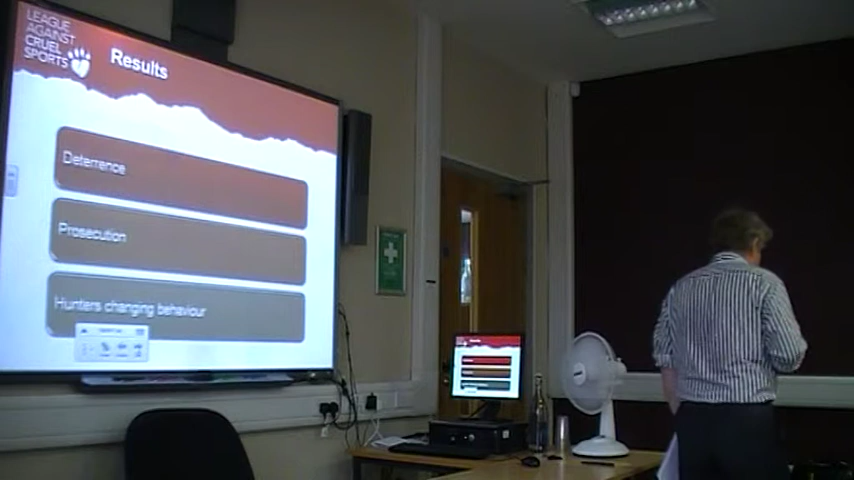 LEAGUE
AGAINST
CRUEL
SPORTS
Results
Deterrence
Prosecution
Hunters changing behaviour